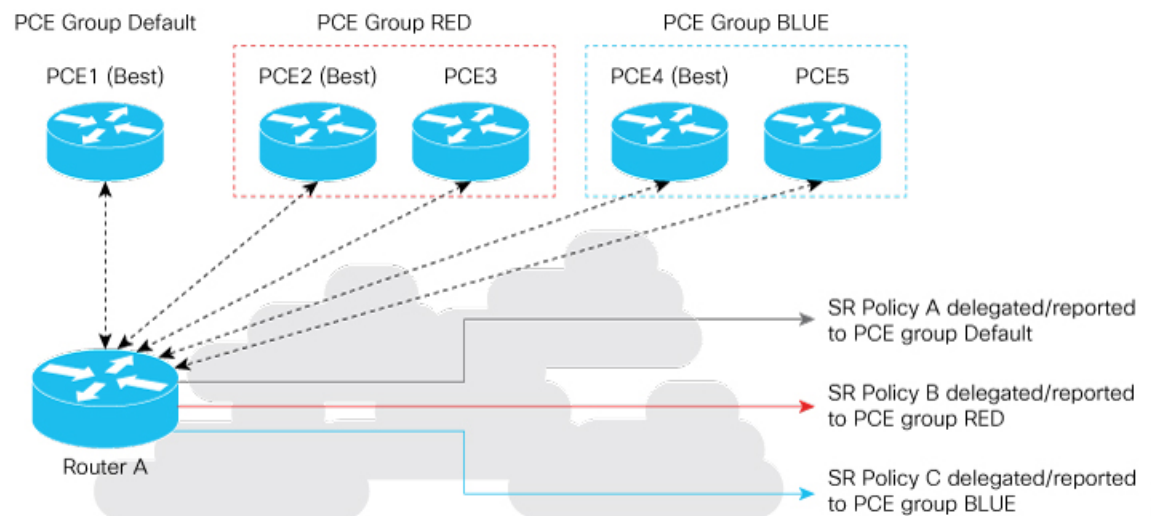 PCE Group Default
PCE Group RED
PCE Group BLUE
PCE1 (Best)
PCE2 (Best)
PCE3
PCE4 (Best)
PCE5
SR Policy A delegated/reported
to PCE group Default
SR Policy B delegated/reported
to PCE group RED
Router A
SR Policy C delegated/reported
to PCE group BLUE